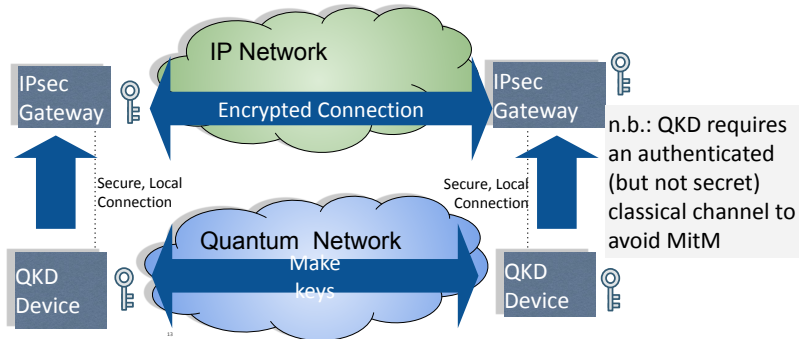 IP Network
IPsec
Gateway
Encrypted Connection
IPsec
Gateway
n.b.: QKD requires
an authenticated
(but not secret)
classical channel to
avoid MitM
Secure, Local
Connection
Secure, Local
Connection
Quantum Network
Make
keys
QKD
Device
QKD
Device
13